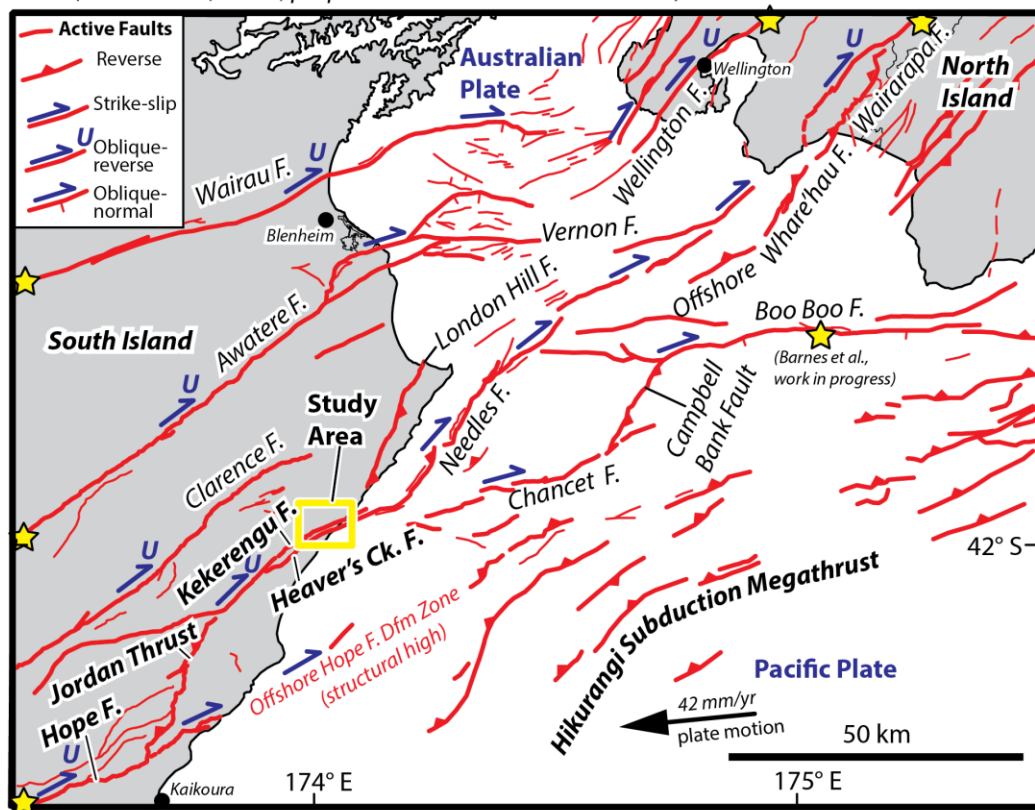 Active Faults
Reverse
Strike-slip
U
Oblique-
reverse
Oblique-
normal
Australian
Plate
U
Wellington
U
Wairarapa F.
North
Island
Wairau F.
U
Wellington F.
Blenheim
Vernon F.
Offshore Whare'hau F.
London Hill F.
Boo Boo F.
(Barnes et al.,
work in progress)
South Island
Awatere F.
U
Study
Area
Needles F.
Campbell
Bank Fault
Clarence F.
Chancet F.
Kekerengu F.
U
U
Heaver's Ck. F.
42° S
Jordan Thrust
Offshore Hope F. Dfm Zone
(structural high)
Hikurangi Subduction Megathrust
Pacific Plate
Hope F.
U
42 mm/yr
plate motion
50 km
Kaikoura
174° E
175° E